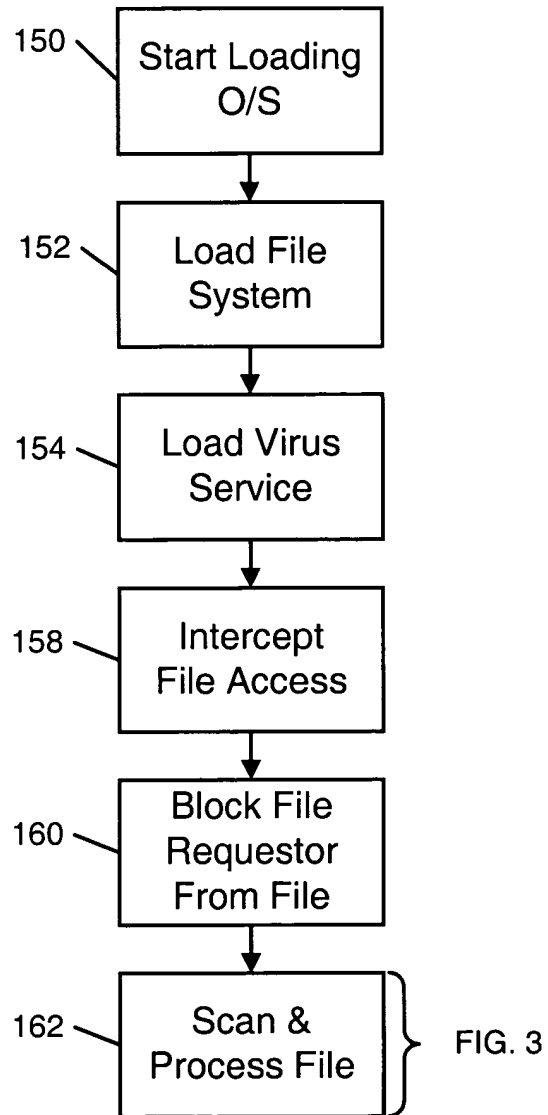 150
Start Loading
O/S
152
Load File
System
154
Load Virus
Service
158
Intercept
File Access
160
Block File
Requestor
From File
162
Scan &
Process File
FIG. 3